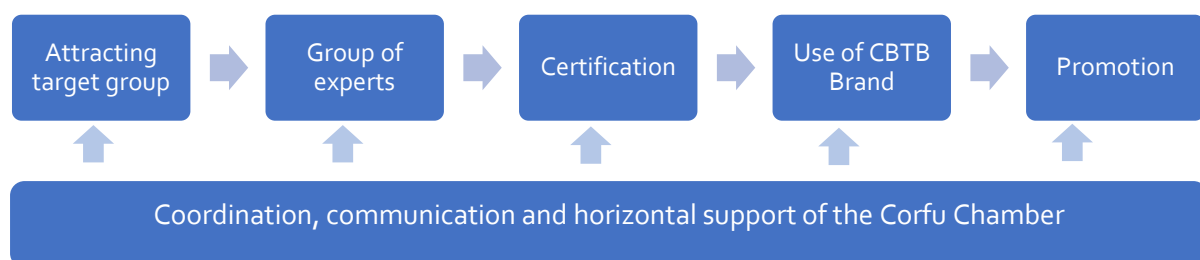 Attracting
target group
Group of
experts
Certification
Use of CBTB
Brand
Promotion
Coordination, communication and horizontal support of the Corfu Chamber